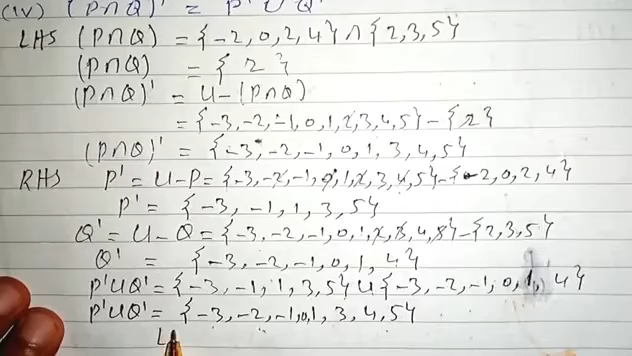 (iv) (P∩Q)' = P'∪Q'
LHS (P∩Q) = {-2,0,2,4} ∩ {2,3,5}
(P∩Q) = {2}
(P∩Q)' = U-(P∩Q)
= {-3,-2,-1,0,1,2,3,4,5} - {2}
(P∩Q)' = {-3,-2,-1,0,1,3,4,5}
RHS P' = U-P = {-3,-2,-1,0,1,2,3,4,5} - {-2,0,2,4}
P' = {-3,-1,1,3,5}
Q' = U-Q = {-3,-2,-1,0,1,2,3,4,5} - {2,3,5}
Q' = {-3,-2,-1,0,1,4}
P'∪Q' = {-3,-1,1,3,5} ∪ {-3,-2,-1,0,1,4}
P'∪Q' = {-3,-2,-1,0,1,3,4,5}
L